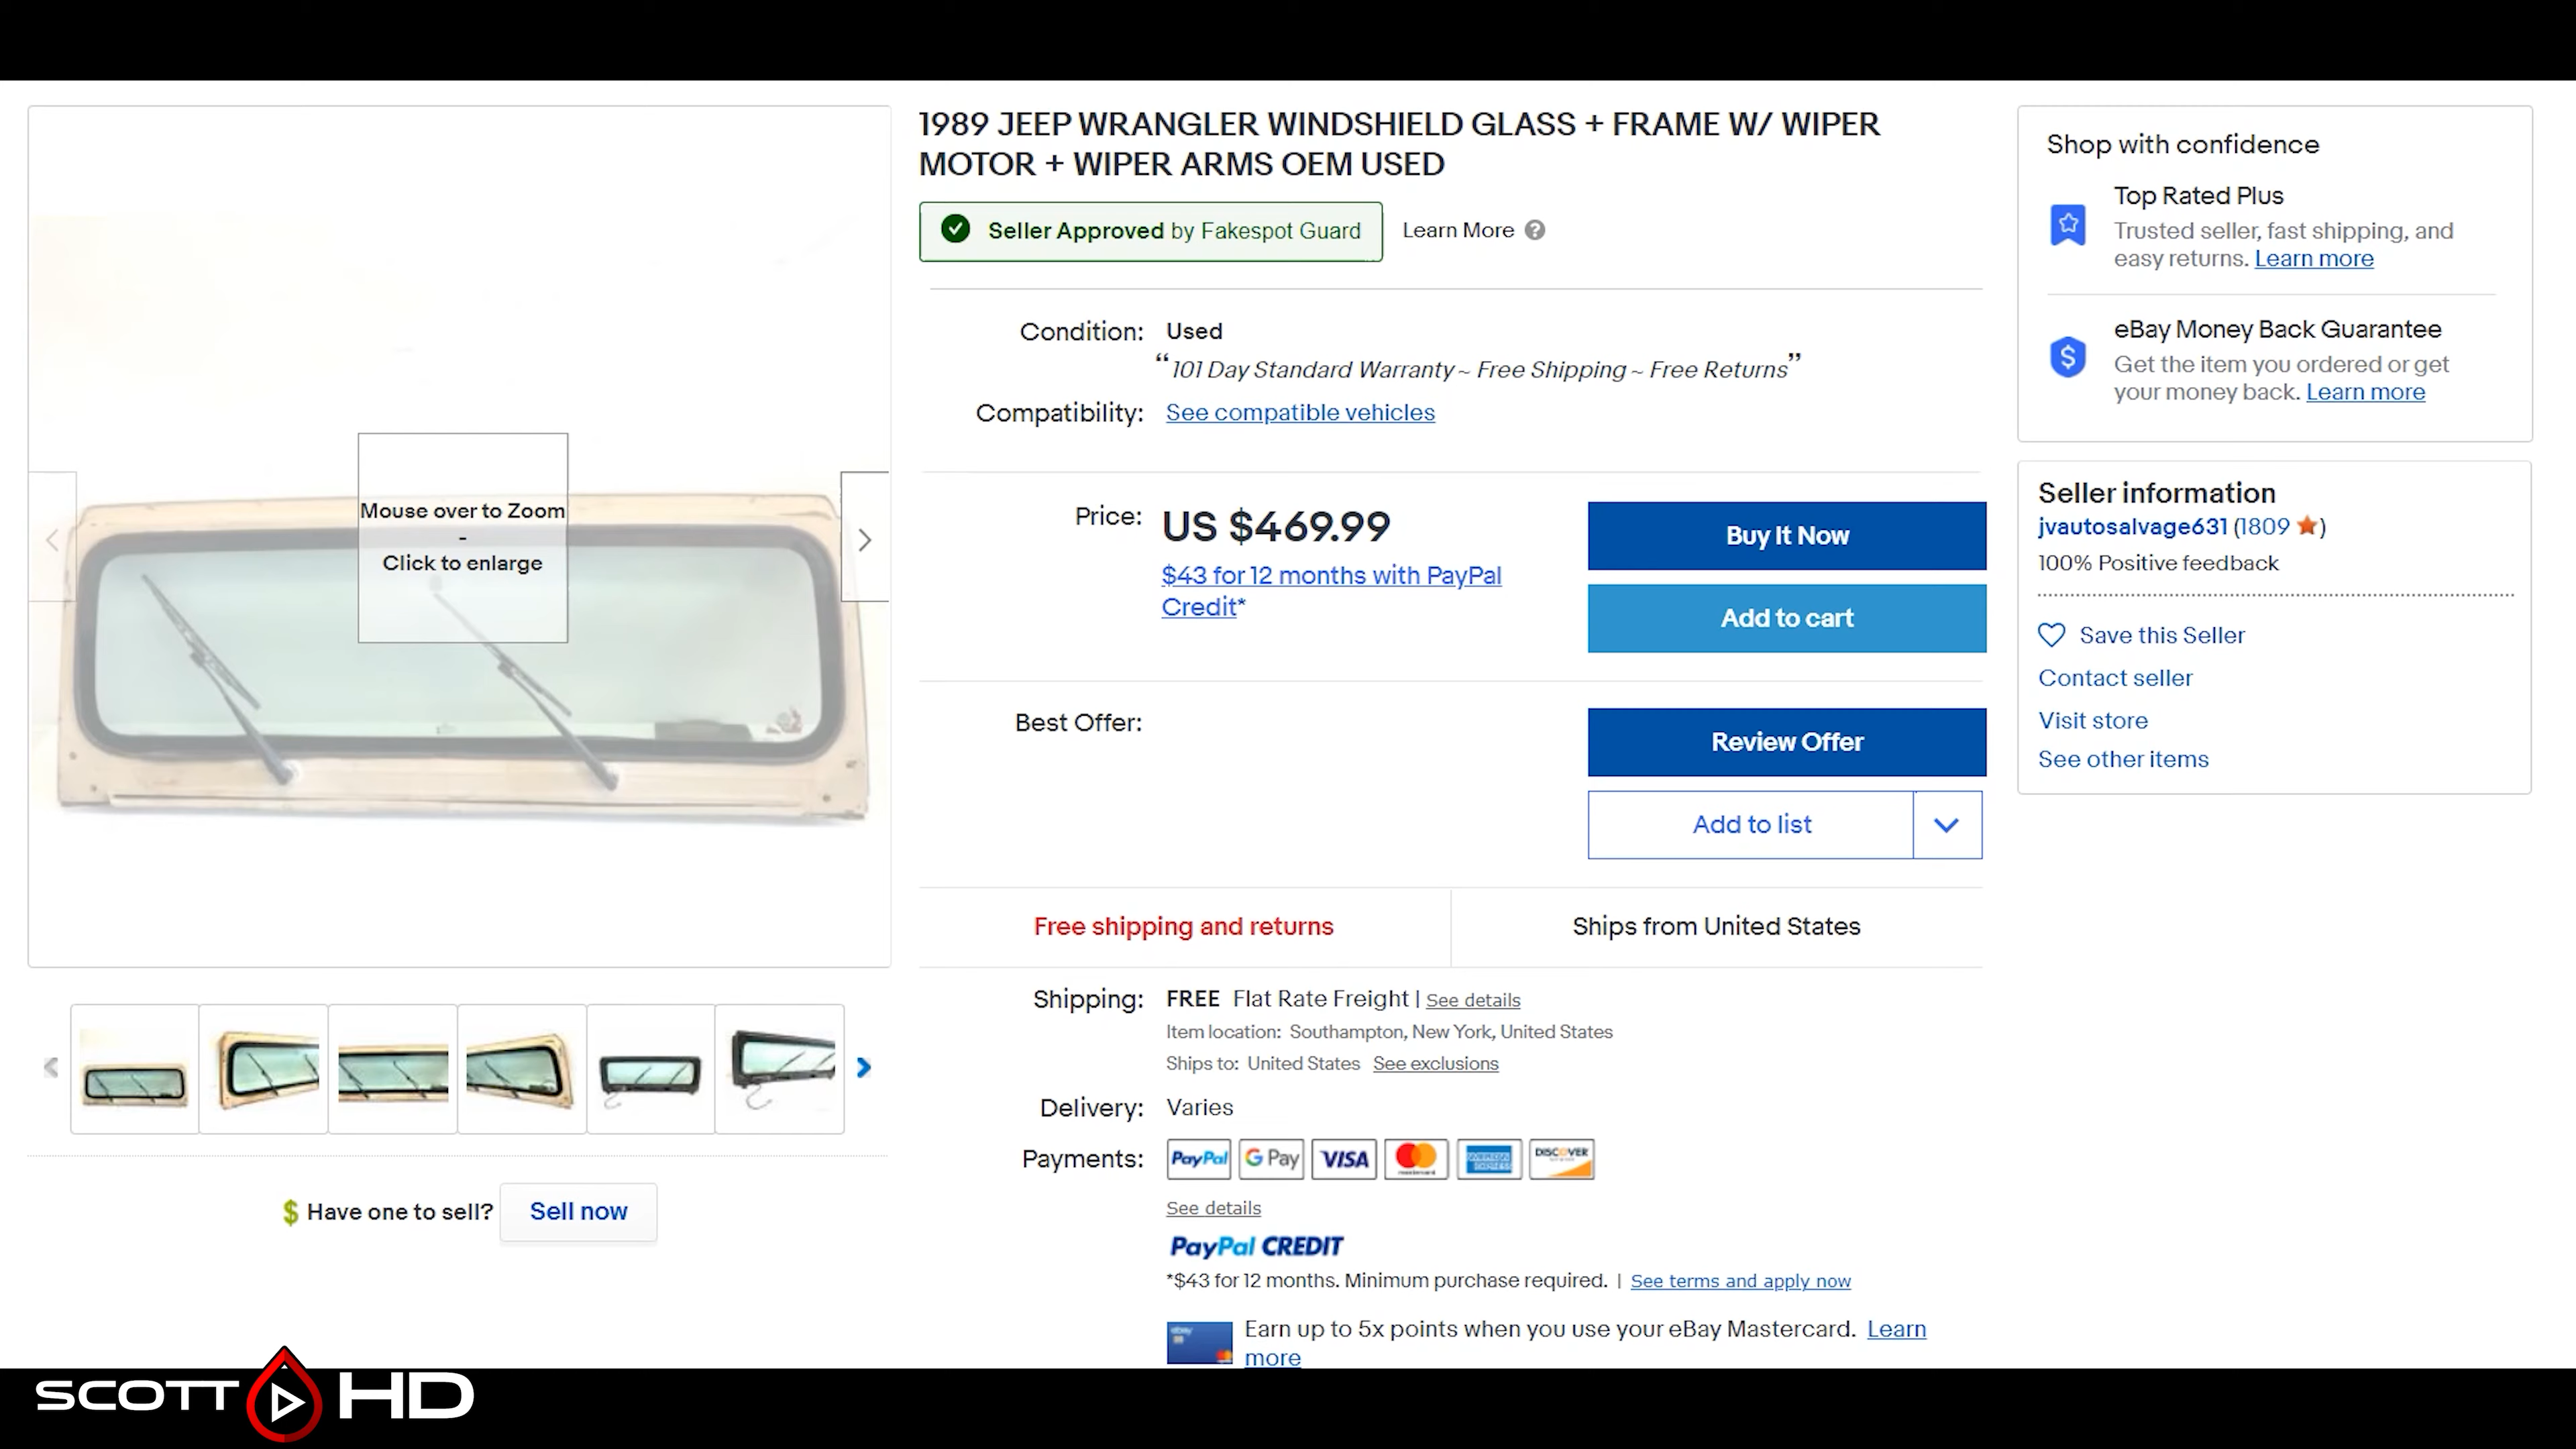 1989 JEEP WRANGLER WINDSHIELD GLASS + FRAME W/ WIPER
MOTOR + WIPER ARMS OEM USED
Seller Approved by Fakespot Guard
Learn More ?
Condition: Used
“101 Day Standard Warranty ~ Free Shipping ~ Free Returns”
Compatibility: See compatible vehicles
Mouse over to Zoom
-
Click to enlarge
Price: US $469.99
$43 for 12 months with PayPal
Credit*
Buy It Now
Add to cart
Best Offer:
Review Offer
Add to list
Free shipping and returns
Ships from United States
Shipping: FREE Flat Rate Freight | See details
Item location: Southampton, New York, United States
Ships to: United States See exclusions
Delivery: Varies
Payments: PayPal G Pay VISA mastercard AMERICAN EXPRESS DISCOVER
See details
PayPal CREDIT
*$43 for 12 months. Minimum purchase required. | See terms and apply now
ebay
Earn up to 5x points when you use your eBay Mastercard. Learn
more
$ Have one to sell? Sell now
Shop with confidence
Top Rated Plus
Trusted seller, fast shipping, and
easy returns. Learn more
$
eBay Money Back Guarantee
Get the item you ordered or get
your money back. Learn more
Seller information
jvautosalvage631 (1809 ★)
100% Positive feedback
Save this Seller
Contact seller
Visit store
See other items
SCOTT HD